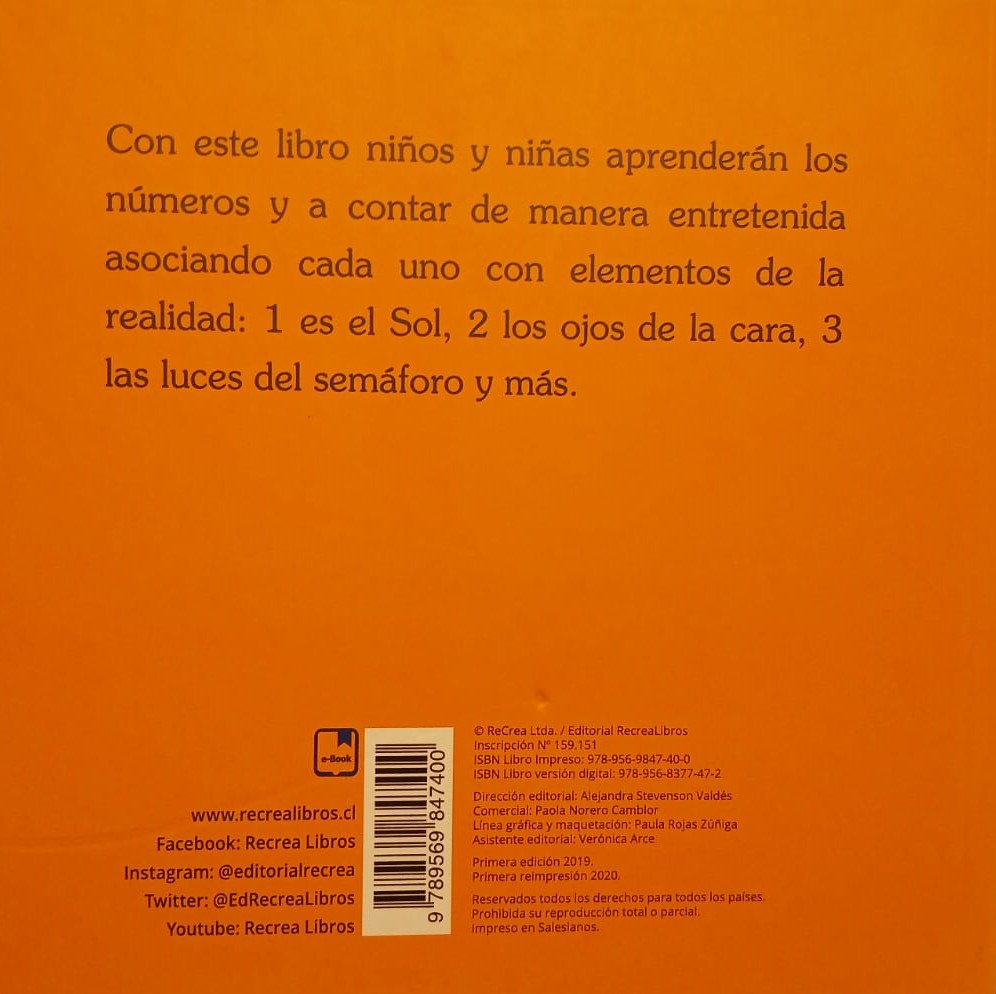 Con este libro niños y niñas aprenderán los
números y a contar de manera entretenida
asociando cada uno con elementos de la
realidad: 1 es el Sol, 2 los ojos de la cara, 3
las luces del semáforo y más.
e-Book
www.recrealibros.cl
Facebook: Recrea Libros
Instagram: @editorialrecrea
Twitter: @EdRecreaLibros
Youtube: Recrea Libros
9 789569 847400
© ReCrea Ltda. / Editorial RecreaLibros
Inscripción N° 159.151
ISBN Libro Impreso: 978-956-9847-40-0
ISBN Libro versión digital: 978-956-8377-47-2
Dirección editorial: Alejandra Stevenson Valdés
Comercial: Paola Norero Camblor
Línea gráfica y maquetación: Paula Rojas Zúñiga
Asistente editorial: Verónica Arce
Primera edición 2019.
Primera reimpresión 2020.
Reservados todos los derechos para todos los países.
Prohibida su reproducción total o parcial.
Impreso en Salesianos.